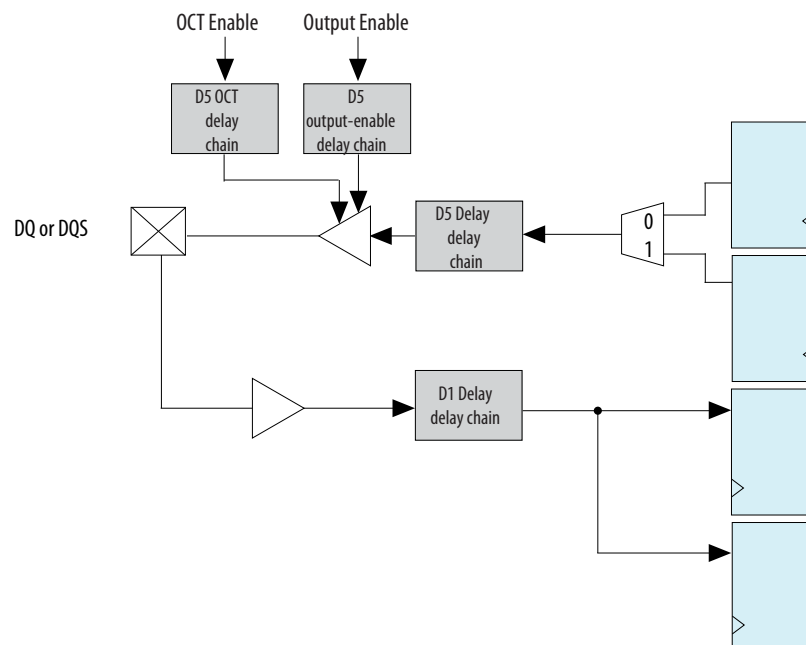 OCT Enable
Output Enable
D5 OCT
delay
chain
D5
output-enable
delay chain
DQ or DQS
D5 Delay
delay
chain
0
1
D1 Delay
delay chain